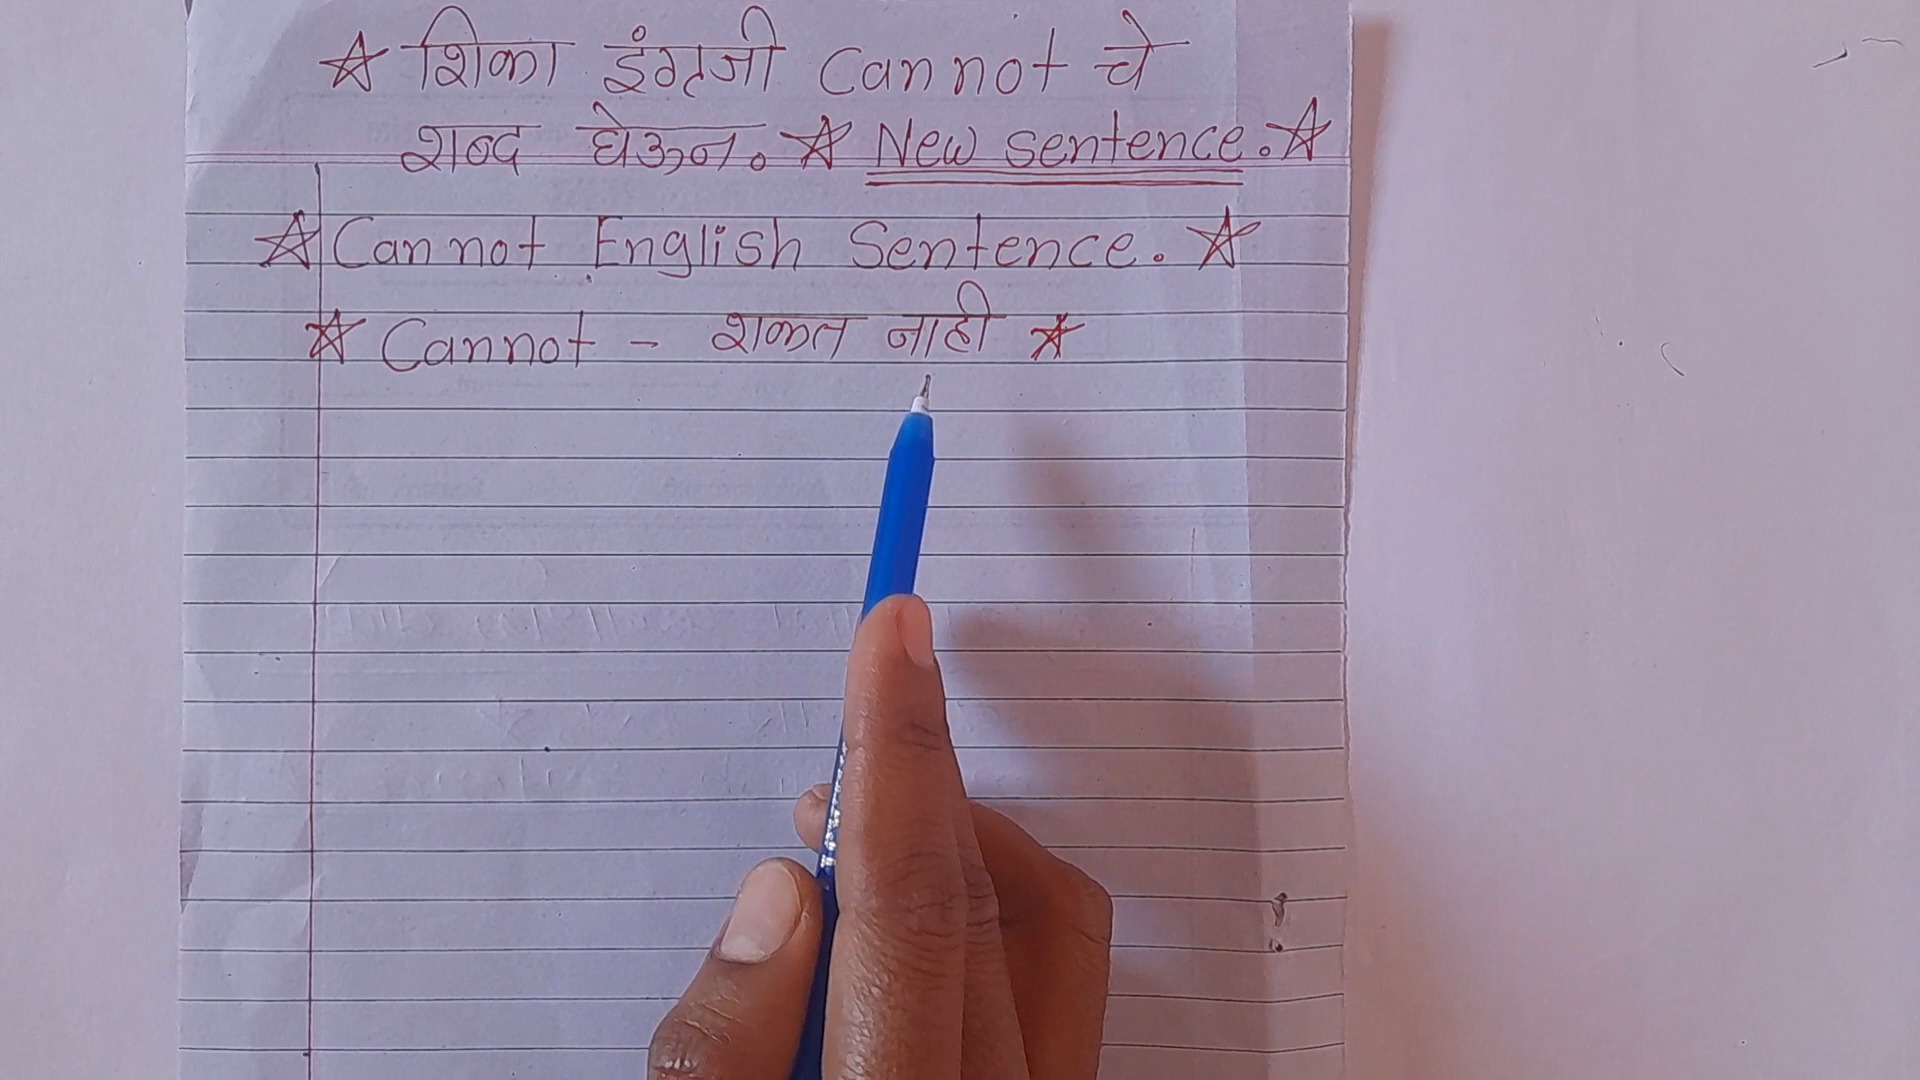 ☆ शिका इंग्रजी Cannot चे
शब्द घेऊन. ☆ New sentence. ☆
☆ Cannot English Sentence. ☆
☆ Cannot - शकत नाही ☆